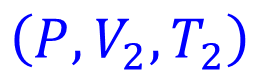 (P, V₂, T₂)